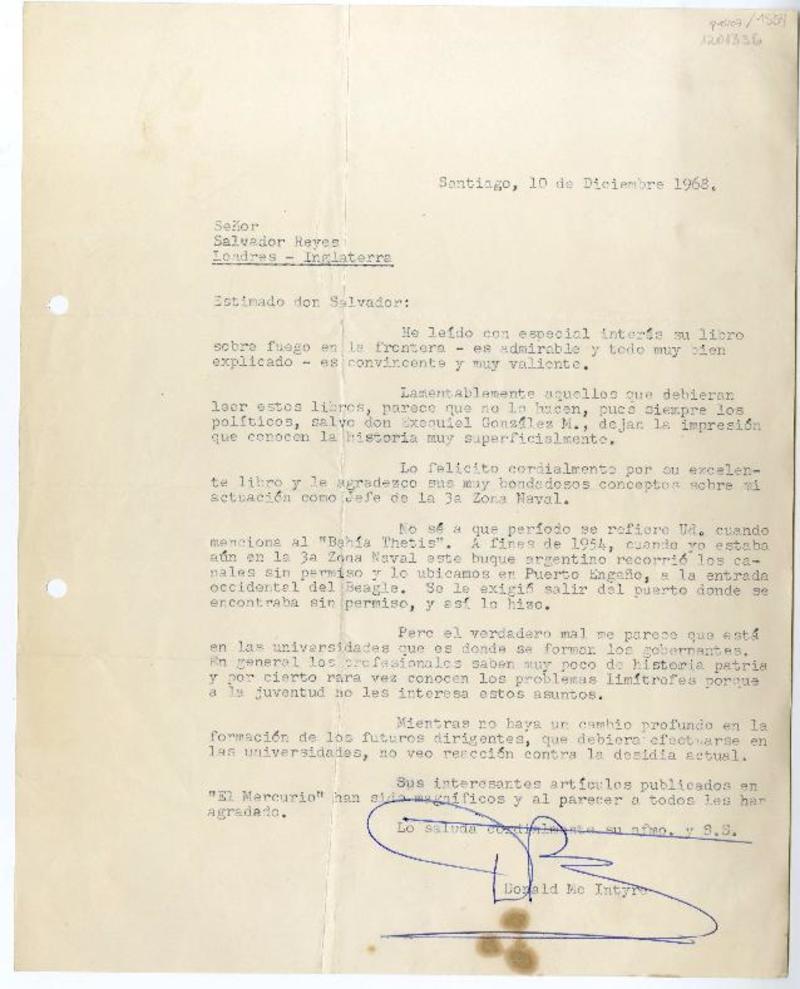 1201336
Santiago, 10 de Diciembre 1968.
Señor
Salvador Reyes
Londres - Inglaterra
Estimado don Salvador:
He leído con especial interés su libro
sobre fuego en la frontera - es admirable y todo muy bien
explicado - es convincente y muy valiente.
Lamentablemente aquellos que debieran
leer estos libros, parece que no lo hacen, pues siempre los
políticos, salvo don Exequiel González M., dejan la impresión
que conocen la historia muy superficialmente.
Lo felicito cordialmente por su excelen-
te libro y le agradezco sus muy bondadosos conceptos sobre mi
actuación como Jefe de la 3a Zona Naval.
No sé a que período se refiere Ud. cuando
menciona al "Bahía Thetis". A fines de 1954, cuando yo estaba
aún en la 3a Zona Naval este buque argentino recorrió los ca-
nales sin permiso y lo ubicamos en Puerto Engaño, a la entrada
occidental del Beagle. Se le exigió salir del puerto donde se
encontraba sin permiso, y así lo hizo.
Pero el verdadero mal me parece que está
en las universidades que es donde se forman los gobernantes.
En general los profesionales saben muy poco de historia patria
y por cierto rara vez conocen los problemas limítrofes porque
a la juventud no les interesa estos asuntos.
Mientras no haya un cambio profundo en la
formación de los futuros dirigentes, que debiera efectuarse en
las universidades, no veo reacción contra la desidia actual.
Sus interesantes artículos publicados en
"El Mercurio" han sido magníficos y al parecer a todos les han
agradado.
Lo saluda cordialmente su afmo. y S.S.
Donald Mc Intyre